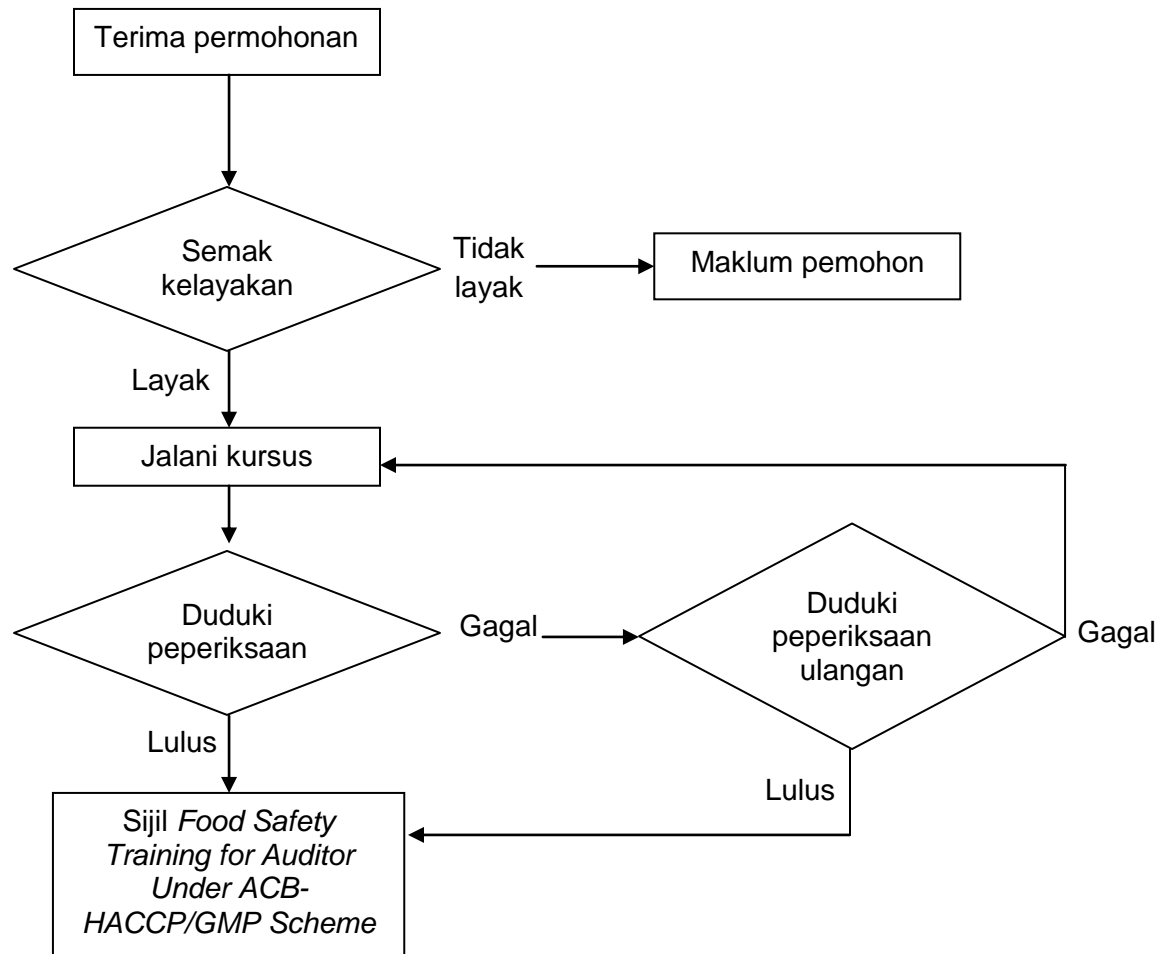 Terima permohonan
Semak
kelayakan
Tidak
layak
Maklum pemohon
Layak
Jalani kursus
Duduki
peperiksaan
Gagal
Duduki
peperiksaan
ulangan
Gagal
Lulus
Lulus
Sijil Food Safety
Training for Auditor
Under ACB-
HACCP/GMP Scheme